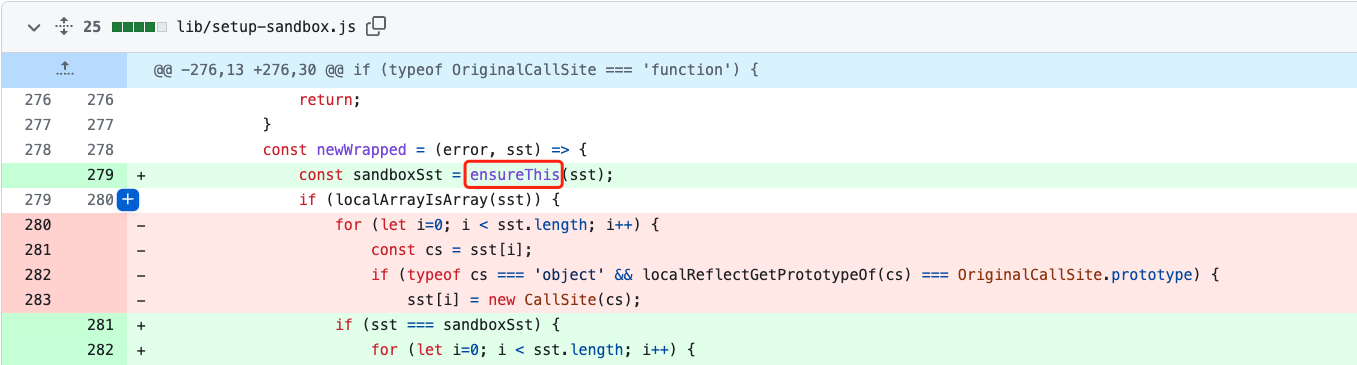 25 lib/setup-sandbox.js
@@ -276,13 +276,30 @@ if (typeof OriginalCallSite === 'function') {
276 276 return;
277 277 }
278 278 const newWrapped = (error, sst) => {
279 + const sandboxSst = ensureThis(sst);
279 280 + if (localArrayIsArray(sst)) {
280 - for (let i=0; i < sst.length; i++) {
281 - const cs = sst[i];
282 - if (typeof cs === 'object' && localReflectGetPrototypeOf(cs) === OriginalCallSite.prototype) {
283 - sst[i] = new CallSite(cs);
281 + if (sst === sandboxSst) {
282 + for (let i=0; i < sst.length; i++) {